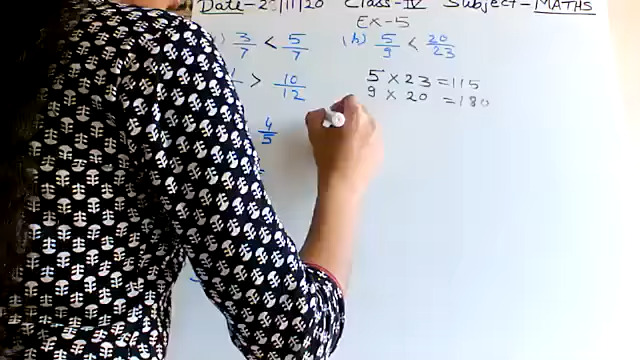 Date-2 /11/20 Class-IV Subject-MATHS
Ex-5
3/7 < 5/7 (h) 5/9 < 20/23
> 10/12 5 × 23 = 115
9 × 20 = 180
4/5